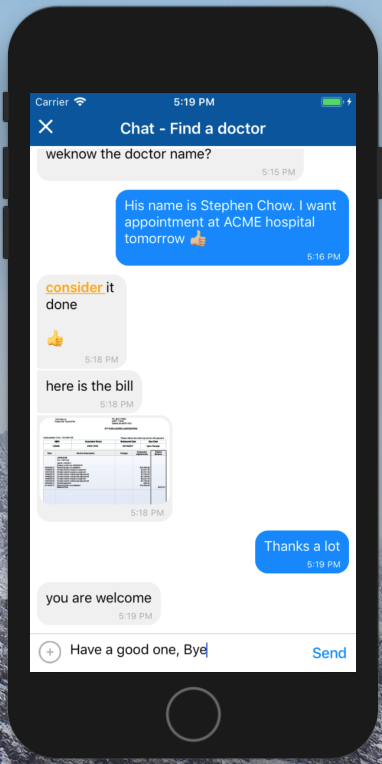 Carrier 5:19 PM
Chat - Find a doctor
weknow the doctor name?
5:15 PM
His name is Stephen Chow. I want
appointment at ACME hospital
tomorrow 👍🏼
5:16 PM
consider it
done
👍
5:18 PM
here is the bill
5:18 PM
5:18 PM
Thanks a lot
5:19 PM
you are welcome
5:19 PM
Have a good one, Bye
Send